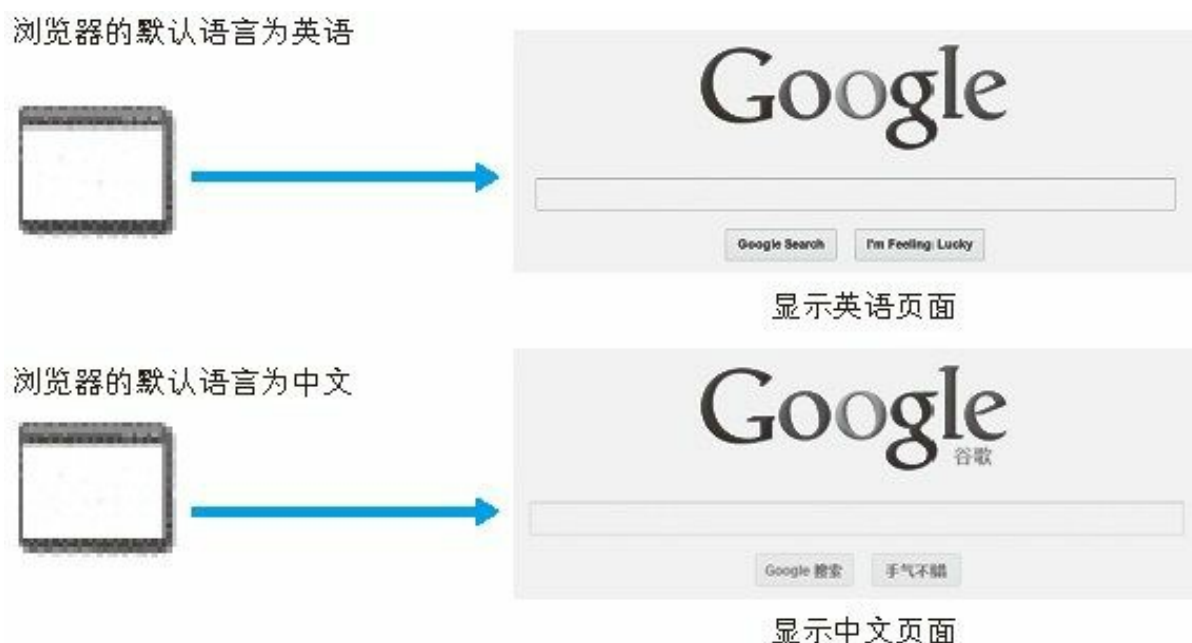 浏览器的默认语言为英语
Google
Google Search I'm Feeling Lucky
显示英语页面
浏览器的默认语言为中文
Google
谷歌
Google 搜索 手气不错
显示中文页面